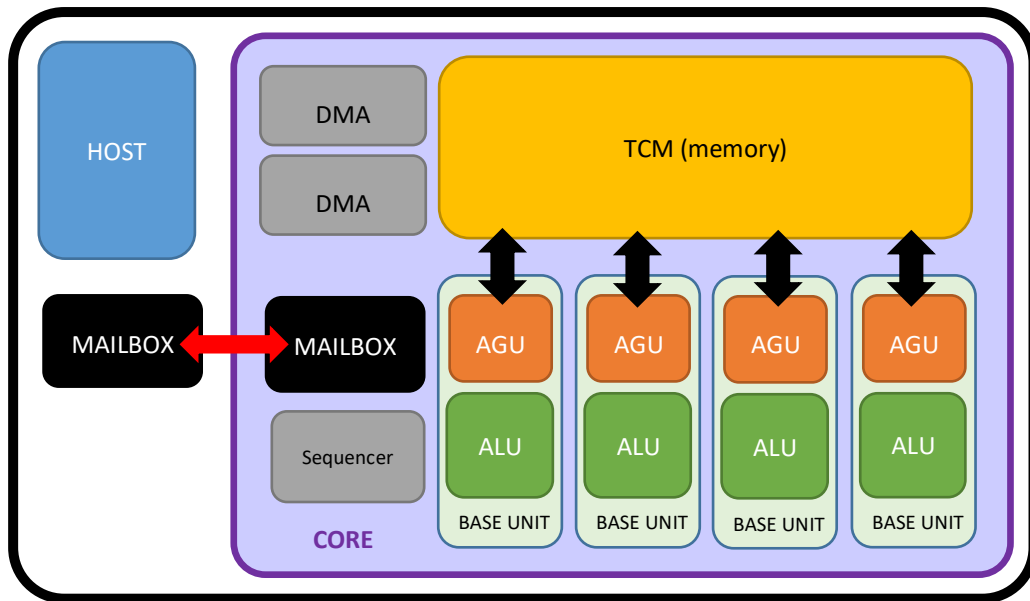 HOST
DMA
DMA
TCM (memory)
MAILBOX
MAILBOX
Sequencer
CORE
AGU
ALU
BASE UNIT
AGU
ALU
BASE UNIT
AGU
ALU
BASE UNIT
AGU
ALU
BASE UNIT